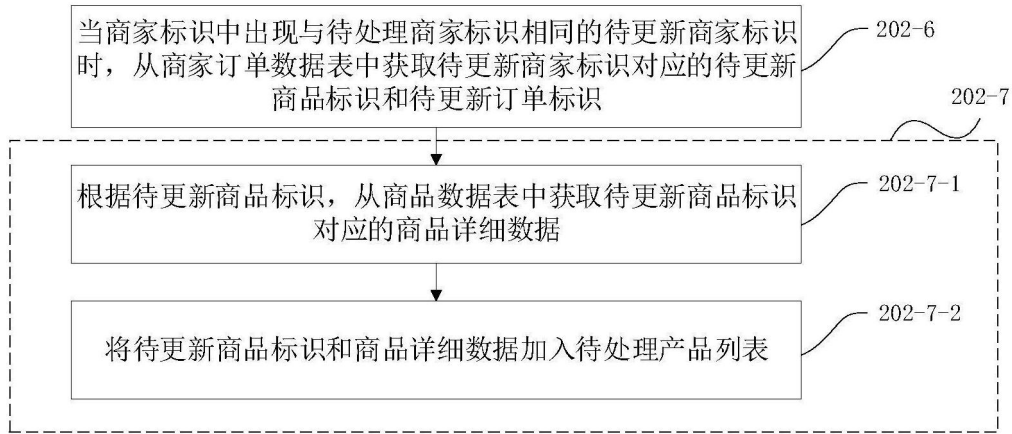 当商家标识中出现与待处理商家标识相同的待更新商家标识
时，从商家订单数据表中获取待更新商家标识对应的待更新
商品标识和待更新订单标识
202-6
202-7
根据待更新商品标识，从商品数据表中获取待更新商品标识
对应的商品详细数据
202-7-1
将待更新商品标识和商品详细数据加入待处理产品列表
202-7-2